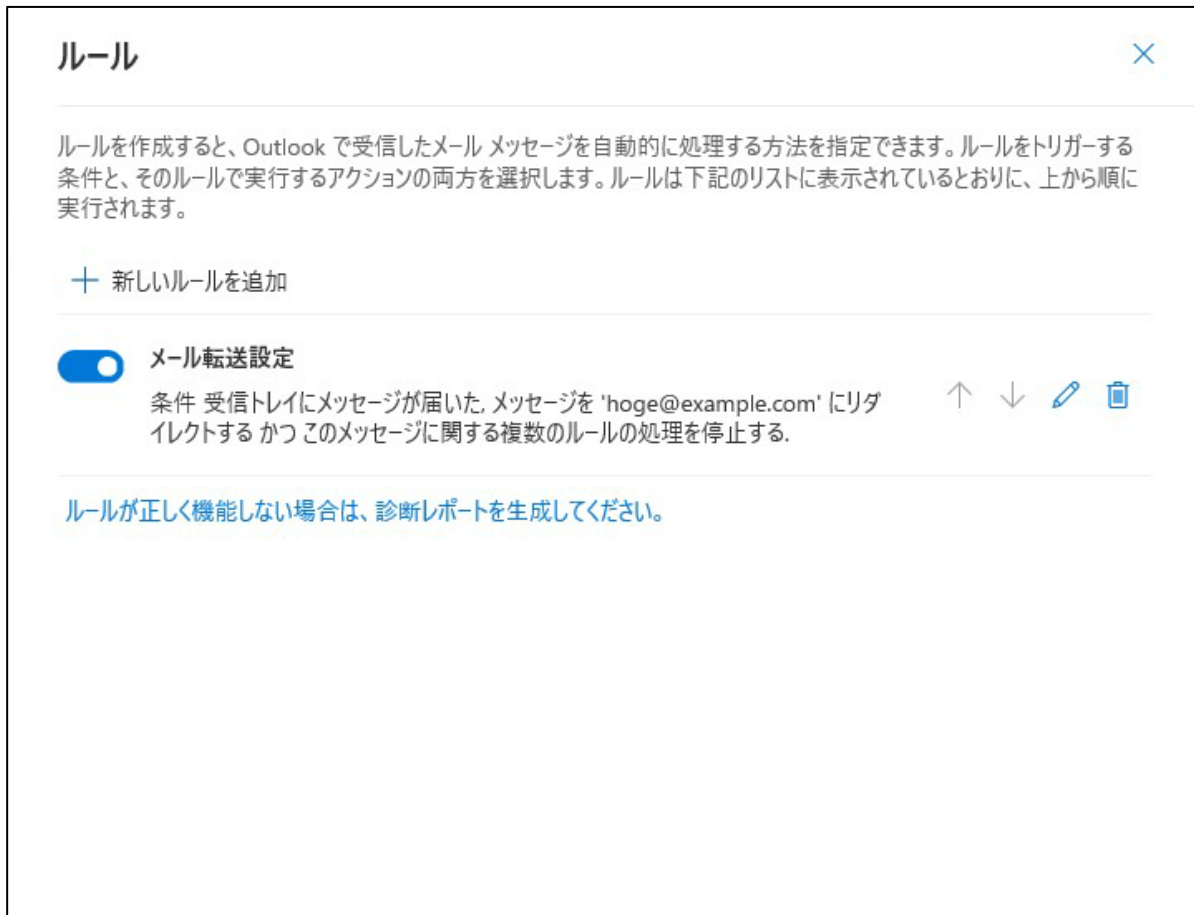 ルール
ルールを作成すると、Outlook で受信したメール メッセージを自動的に処理する方法を指定できます。ルールをトリガーする
条件と、そのルールで実行するアクションの両方を選択します。ルールは下記のリストに表示されているとおりに、上から順に
実行されます。
新しいルールを追加
メール転送設定
条件 受信トレイにメッセージが届いた, メッセージを 'hoge@example.com' にリダ
イレクトする かつ このメッセージに関する複数のルールの処理を停止する.
ルールが正しく機能しない場合は、診断レポートを生成してください。